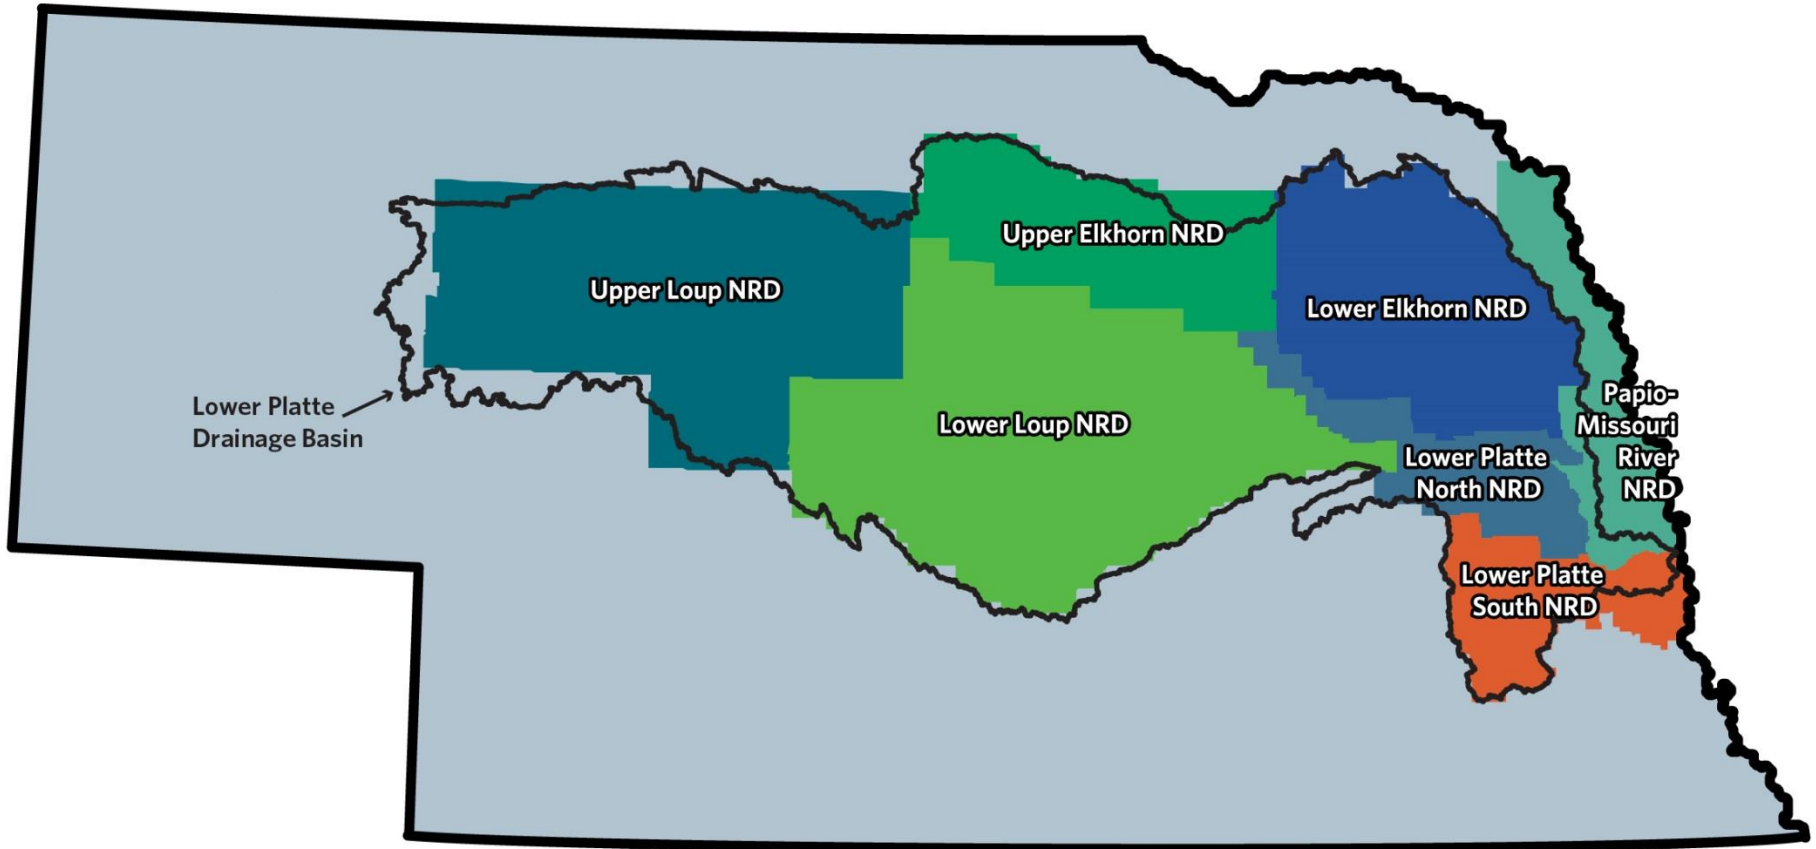 Upper Elkhorn NRD
Upper Loup NRD
Lower Elkhorn NRD
Lower Platte
Drainage Basin
Lower Loup NRD
Papio-
Missouri
River
NRD
Lower Platte
North NRD
Lower Platte
South NRD